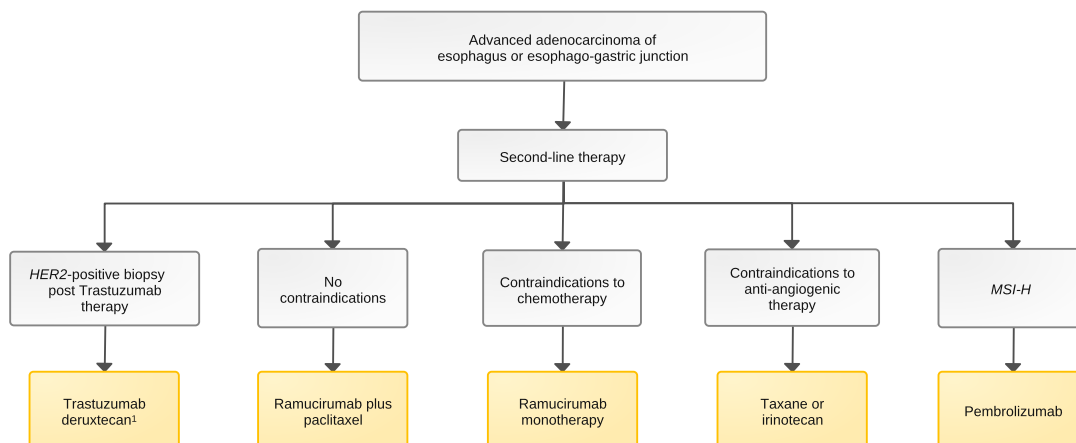 Advanced adenocarcinoma of
esophagus or esophago-gastric junction
Second-line therapy
HER2-positive biopsy
post Trastuzumab
therapy
No
contraindications
Contraindications to
chemotherapy
Contraindications to
anti-angiogenic
therapy
MSI-H
Trastuzumab
deruxtecan¹
Ramucirumab plus
paclitaxel
Ramucirumab
monotherapy
Taxane or
irinotecan
Pembrolizumab